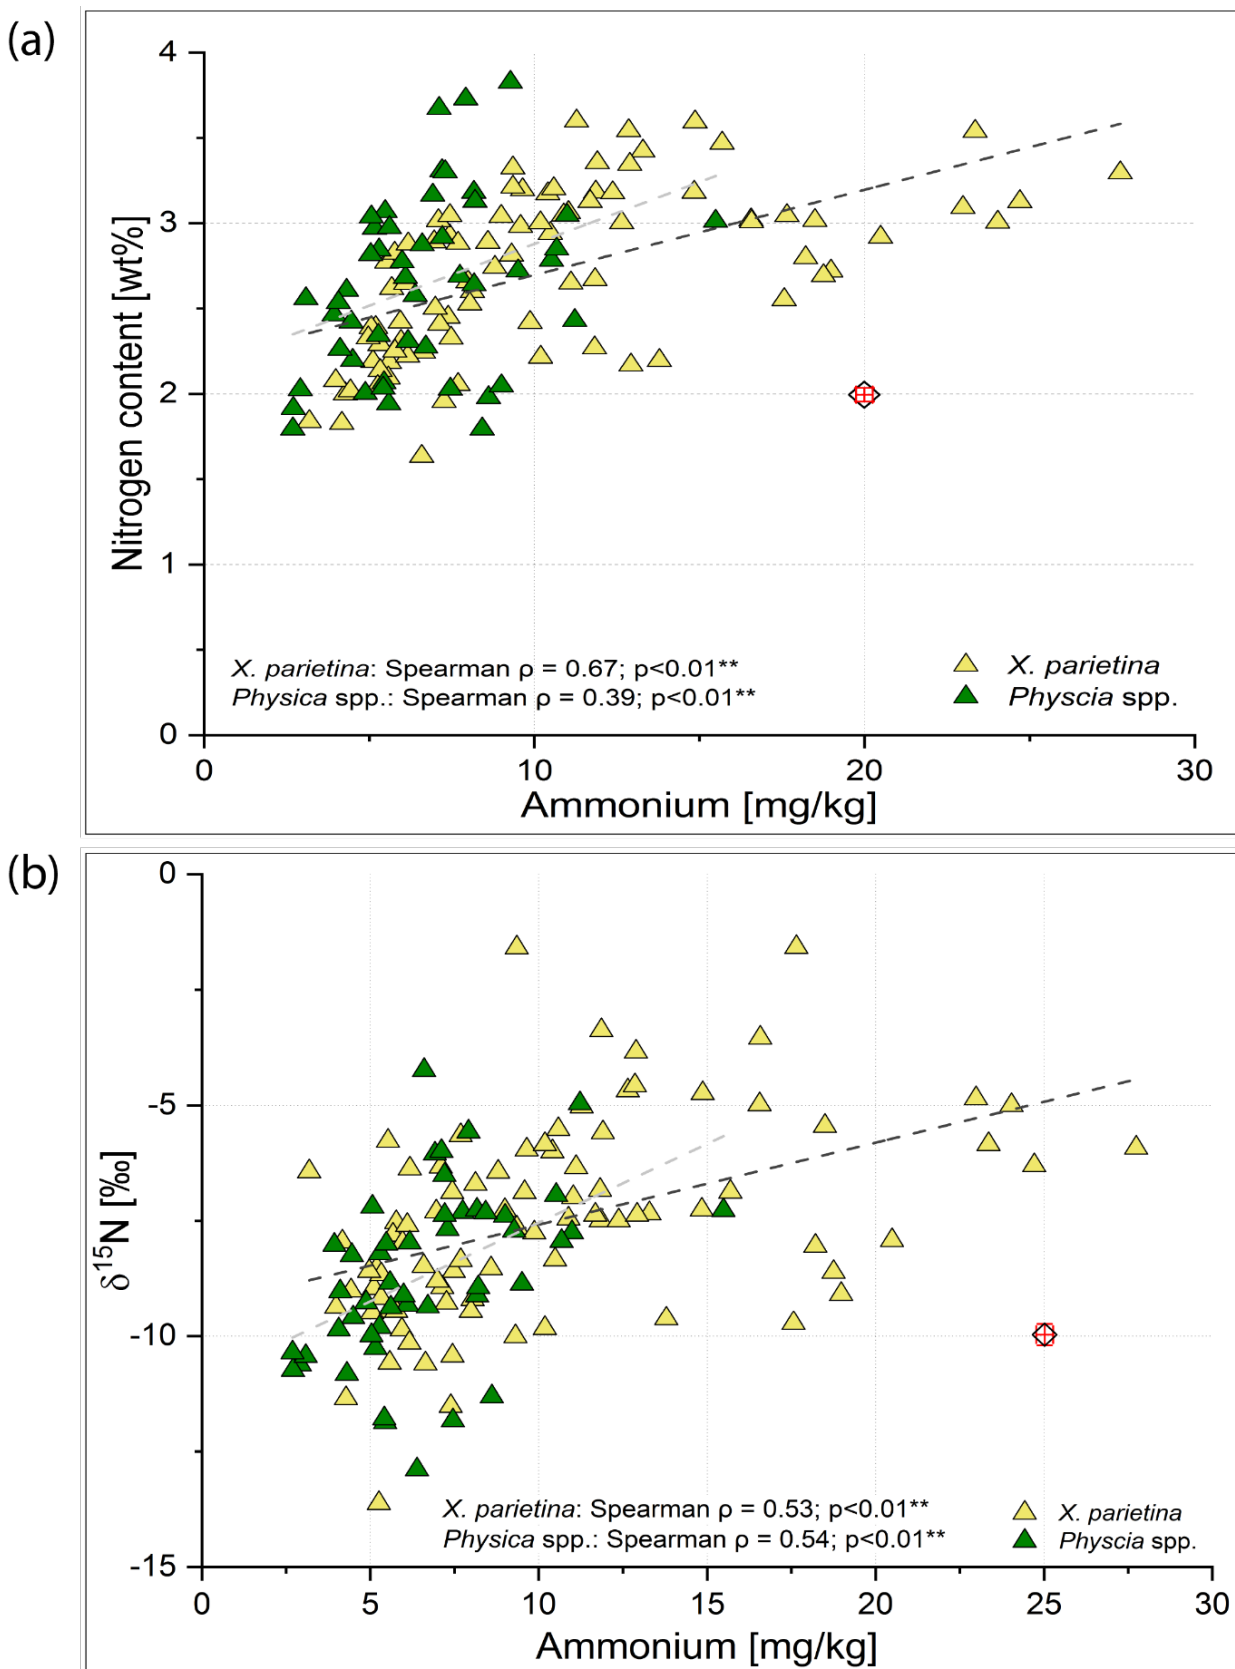 (a)
4
3
2
1
0
Nitrogen content [wt%]
X. parietina: Spearman ρ = 0.67; p<0.01**
Physica spp.: Spearman ρ = 0.39; p<0.01**
X. parietina
Physcia spp.
0 10 20 30
Ammonium [mg/kg]
(b)
0
-5
-10
-15
δ¹⁵N [‰]
X. parietina: Spearman ρ = 0.53; p<0.01**
Physica spp.: Spearman ρ = 0.54; p<0.01**
X. parietina
Physcia spp.
0 5 10 15 20 25 30
Ammonium [mg/kg]